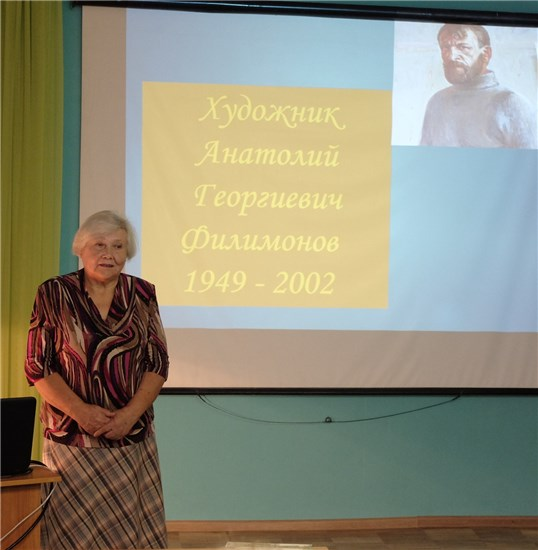 Художник
Анатолий
Георгиевич
Филимонов
1949 - 2002